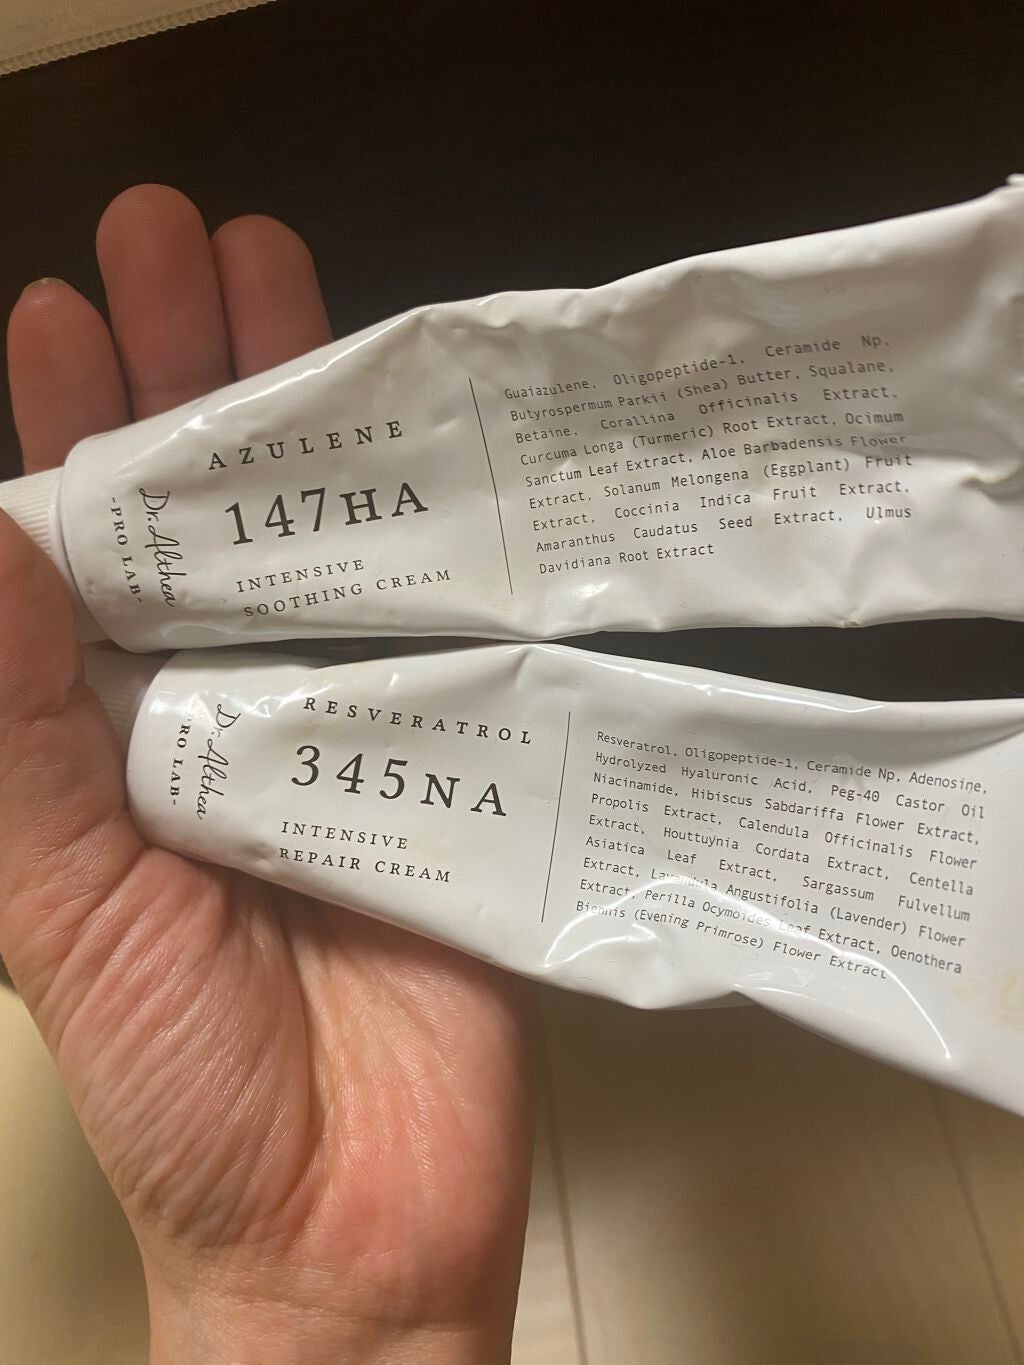 Dr.Althea
-PRO LAB-
AZULENE
147HA
INTENSIVE
SOOTHING CREAM
Guaiazulene, Oligopeptide-1, Ceramide Np,
Butyrospermum Parkii (Shea) Butter, Squalane,
Betaine, Corallina Officinalis Extract,
Curcuma Longa (Turmeric) Root Extract, Ocimum
Sanctum Leaf Extract, Aloe Barbadensis Flower
Extract, Solanum Melongena (Eggplant) Fruit
Extract, Coccinia Indica Fruit Extract,
Amaranthus Caudatus Seed Extract, Ulmus
Davidiana Root Extract
Dr.Althea
RO LAB-
RESVERATROL
345NA
INTENSIVE
REPAIR CREAM
Resveratrol, Oligopeptide-1, Ceramide Np, Adenosine,
Hydrolyzed Hyaluronic Acid, Peg-40 Castor Oil
Niacinamide, Hibiscus Sabdariffa Flower Extract,
Propolis Extract, Calendula Officinalis Flower
Extract, Houttuynia Cordata Extract, Centella
Asiatica Leaf Extract, Sargassum Fulvellum
Extract, Lavandula Angustifolia (Lavender) Flower
Extract, Perilla Ocymoides Leaf Extract, Oenothera
Biennis (Evening Primrose) Flower Extract